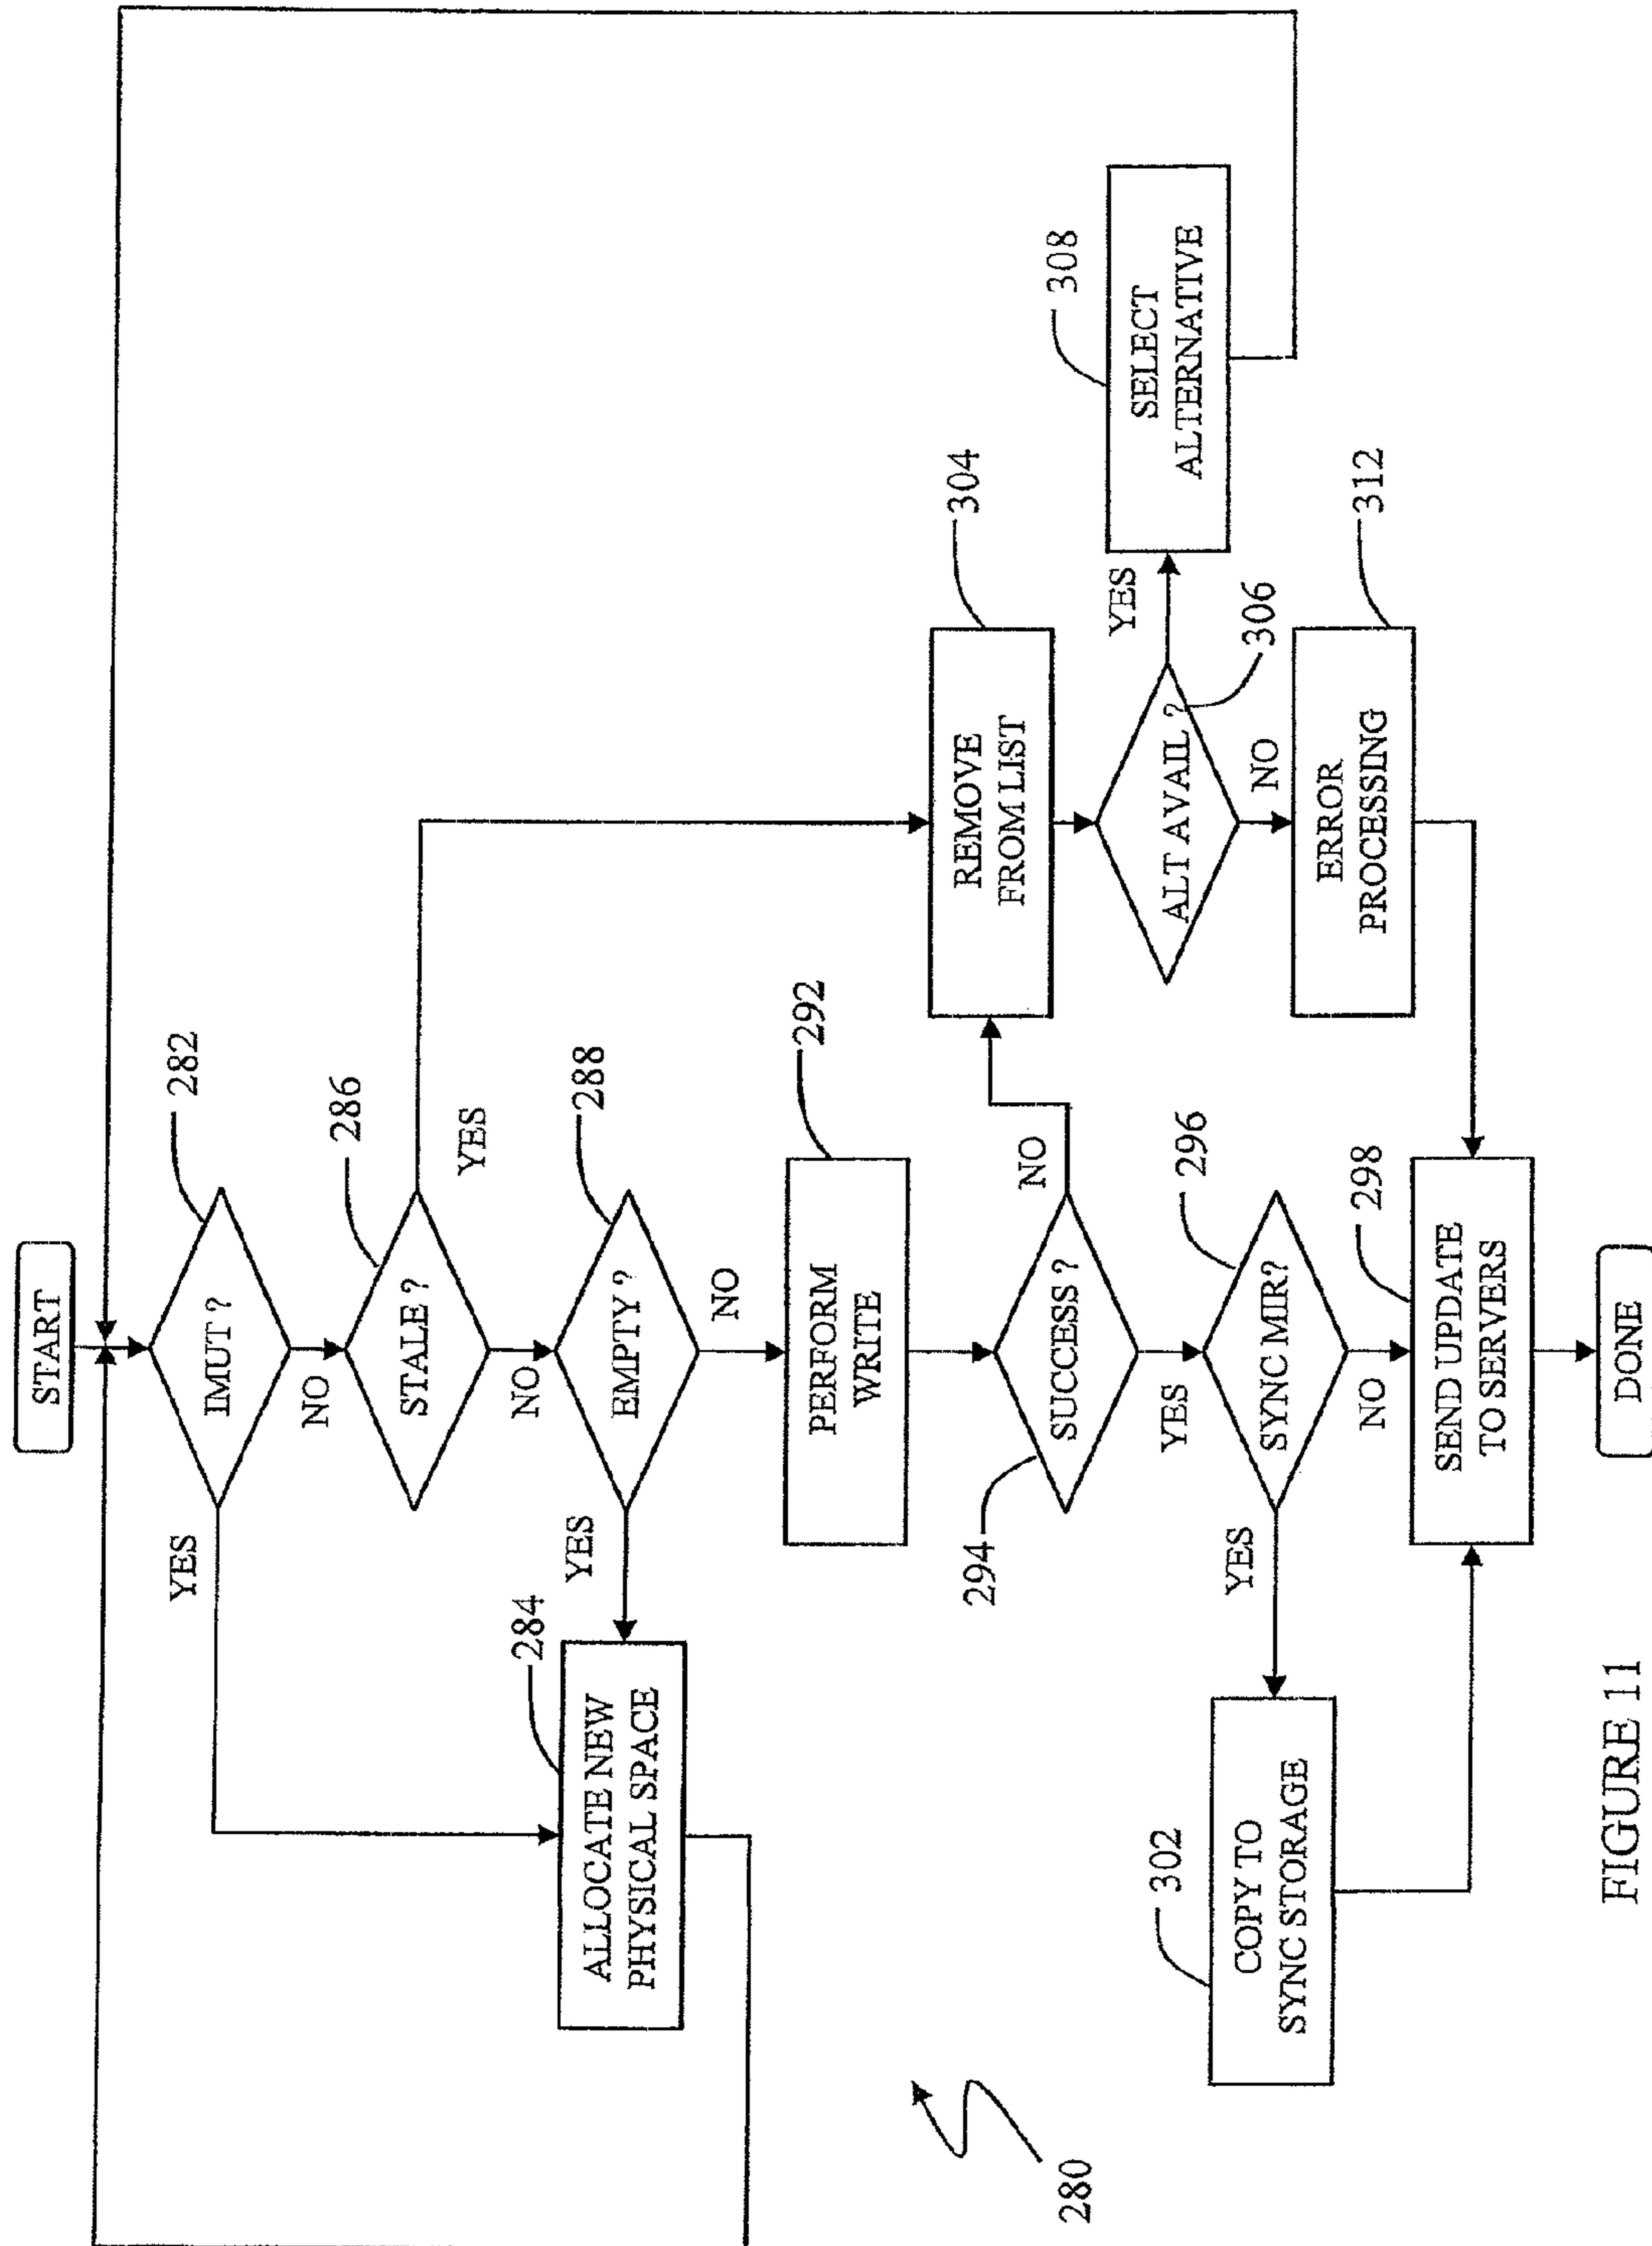 START
282
IMUT ?
YES
NO
286
STALE ?
YES
NO
288
EMPTY ?
YES
NO
284
ALLOCATE NEW
PHYSICAL SPACE
292
PERFORM
WRITE
294
SUCCESS ?
NO
YES
304
REMOVE
FROM LIST
306
ALT AVAIL ?
YES
NO
308
SELECT
ALTERNATIVE
312
ERROR
PROCESSING
296
SYNC MIR?
YES
NO
302
COPY TO
SYNC STORAGE
298
SEND UPDATE
TO SERVERS
DONE
280
FIGURE 11